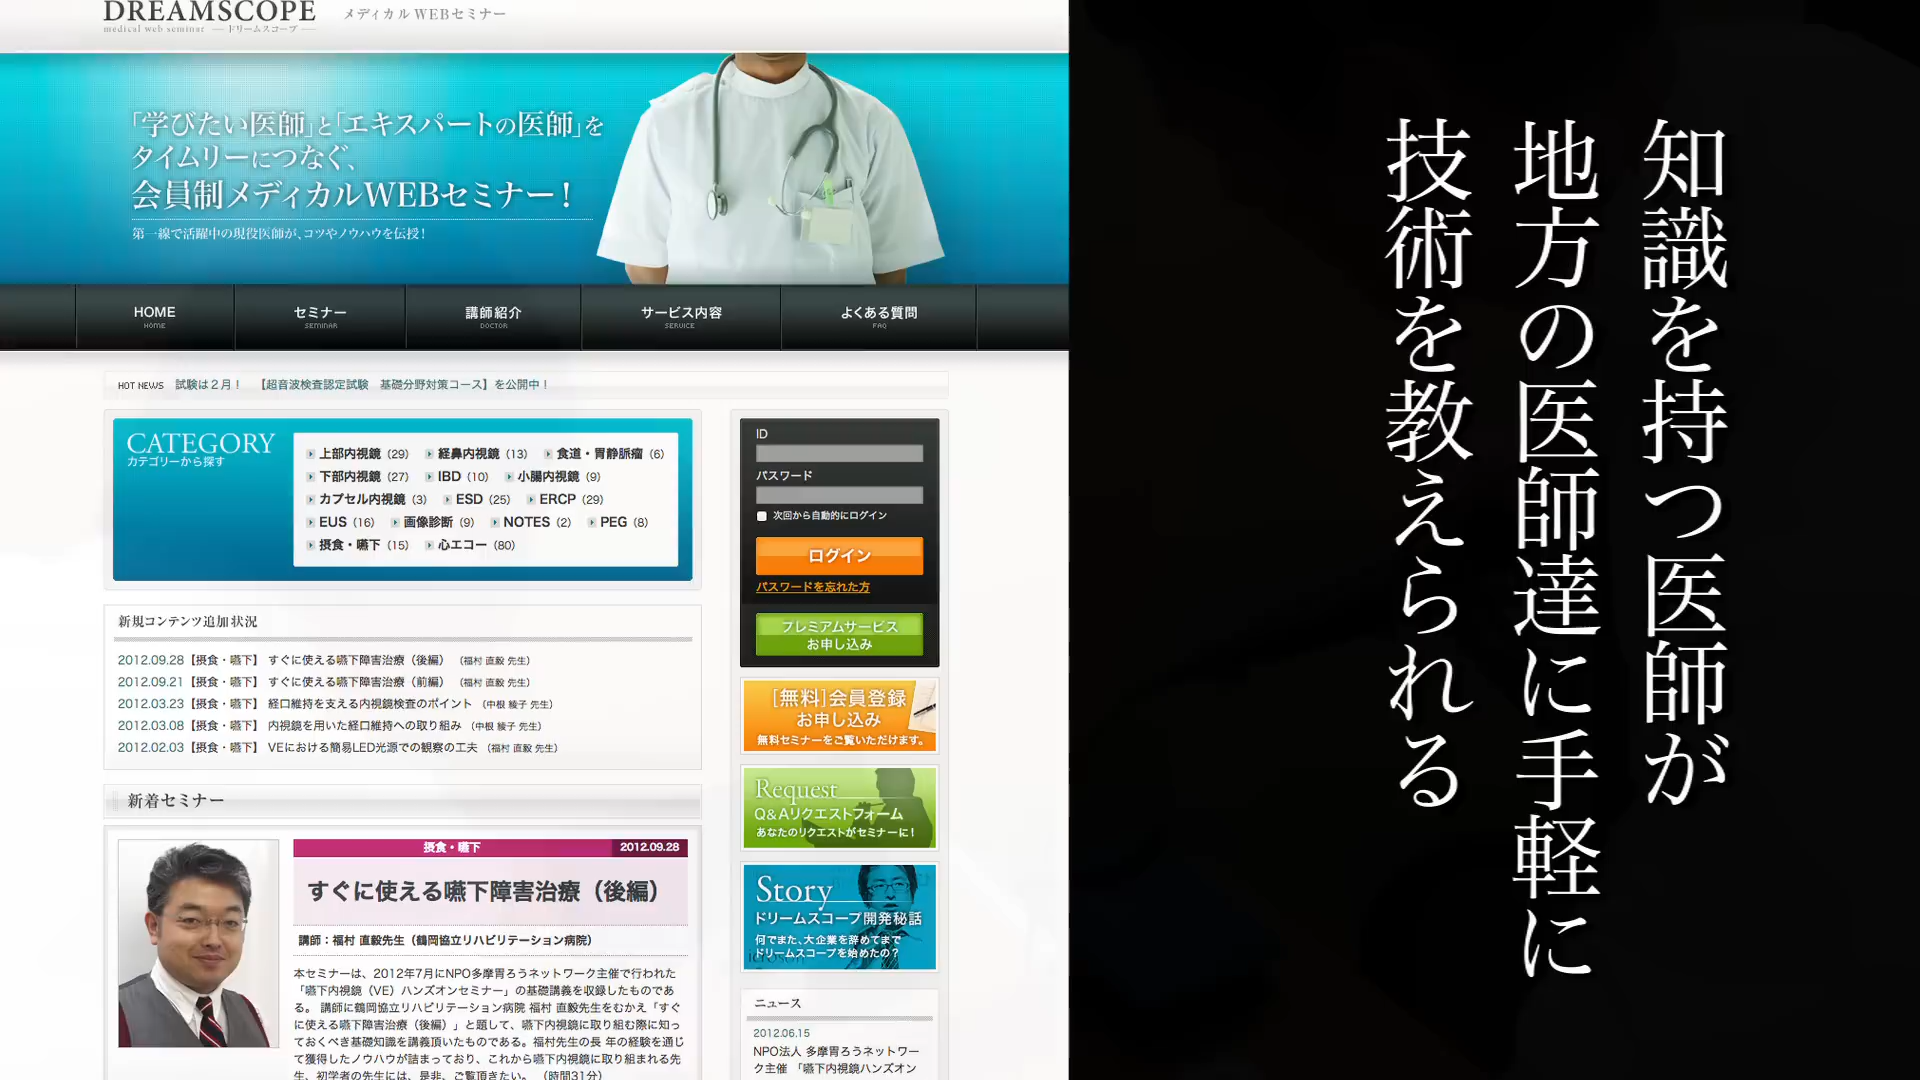 DREAMSCOPE
メディカル WEBセミナー
medical web seminar ― ドリームスコープ ―
「学びたい医師」と「エキスパートの医師」を
タイムリーにつなぐ、
会員制メディカルWEBセミナー！
第一線で活躍中の現役医師が、コツやノウハウを伝授！
HOME
HOME
セミナー
SEMINAR
講師紹介
DOCTOR
サービス内容
SERVICE
よくある質問
FAQ
HOT NEWS 試験は２月！ 【超音波検査認定試験 基礎分野対策コース】を公開中！
CATEGORY
カテゴリーから探す
上部内視鏡 (29) 経鼻内視鏡 (13) 食道・胃静脈瘤 (6)
下部内視鏡 (27) IBD (10) 小腸内視鏡 (9)
カプセル内視鏡 (3) ESD (25) ERCP (29)
EUS (16) 画像診断 (9) NOTES (2) PEG (8)
摂食・嚥下 (15) 心エコー (80)
新規コンテンツ追加状況
2012.09.28【摂食・嚥下】 すぐに使える嚥下障害治療（後編） （福村 直毅 先生）
2012.09.21【摂食・嚥下】 すぐに使える嚥下障害治療（前編） （福村 直毅 先生）
2012.03.23【摂食・嚥下】 経口維持を支える内視鏡検査のポイント （中根 綾子 先生）
2012.03.08【摂食・嚥下】 内視鏡を用いた経口維持への取り組み （中根 綾子 先生）
2012.02.03【摂食・嚥下】 VEにおける簡易LED光源での観察の工夫 （福村 直毅 先生）
新着セミナー
摂食・嚥下 2012.09.28
すぐに使える嚥下障害治療（後編）
講師：福村 直毅先生（鶴岡協立リハビリテーション病院）
本セミナーは、2012年7月にNPO多摩胃ろうネットワーク主催で行われた
「嚥下内視鏡（VE）ハンズオンセミナー」の基礎講義を収録したものであ
る。 講師に鶴岡協立リハビリテーション病院 福村 直毅先生をむかえ「すぐ
に使える嚥下障害治療（後編）」と題して、嚥下内視鏡に取り組む際に知っ
ておくべき基礎知識を講義頂いたものである。福村先生の長 年の経験を通じ
て獲得したノウハウが詰まっており、これから嚥下内視鏡に取り組まれる先
生、初学者の先生には、是非、ご覧頂きたい。 （時間31分）
ID
パスワード
次回から自動的にログイン
ログイン
パスワードを忘れた方
プレミアムサービス
お申し込み
[無料]会員登録
お申し込み
無料セミナーをご覧いただけます。
Request
Q&Aリクエストフォーム
あなたのリクエストがセミナーに！
Story
ドリームスコープ開発秘話
何でまた、大企業を辞めてまで
ドリームスコープを始めたの？
ニュース
2012.06.15
NPO法人 多摩胃ろうネットワー
ク主催 「嚥下内視鏡ハンズオン
知識を持つ医師が
地方の医師達に手軽に
技術を教えられる